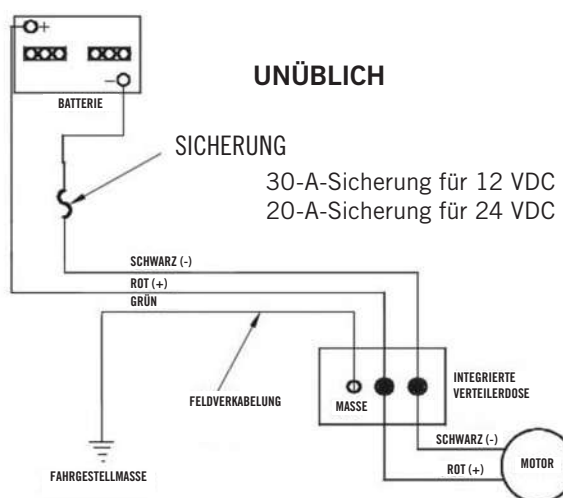 +
−
BATTERIE
UNÜBLICH
SICHERUNG
30-A-Sicherung für 12 VDC
20-A-Sicherung für 24 VDC
SCHWARZ (-)
ROT (+)
GRÜN
FELDVERKABELUNG
MASSE
INTEGRIERTE
VERTEILERDOSE
FAHRGESTELLMASSE
SCHWARZ (-)
ROT (+)
MOTOR